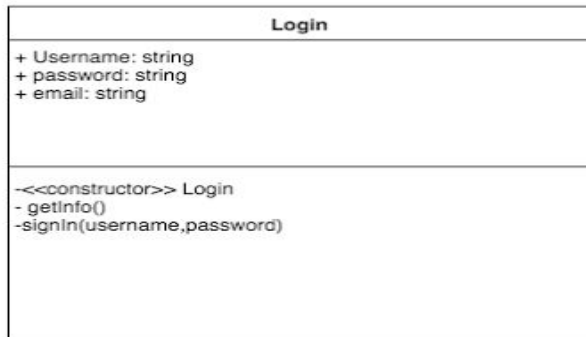 Login
+ Username: string
+ password: string
+ email: string
-<<constructor>> Login
- getInfo()
-signIn(username,password)